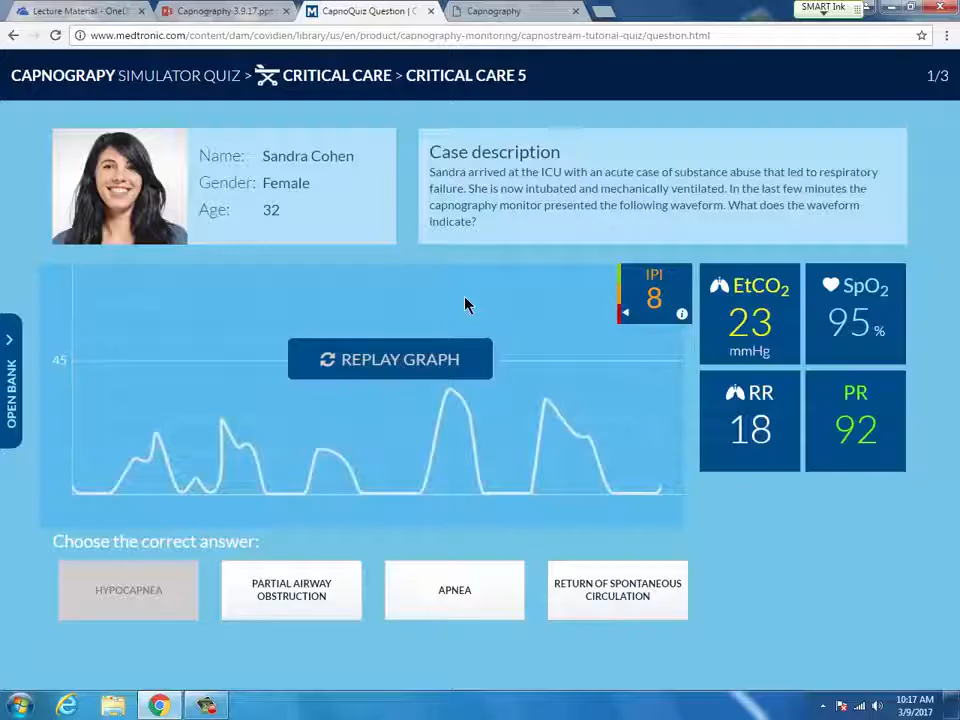 Lecture Material - OneD
Capnography 3.9.17.ppt
CapnoQuiz Question | C
Capnography
SMART Ink
www.medtronic.com/content/dam/covidien/library/us/en/product/capnography-monitoring/capnostream-tutorial-quiz/question.html
CAPNOGRAPY SIMULATOR QUIZ > CRITICAL CARE > CRITICAL CARE 5
1/3
Name: Sandra Cohen
Gender: Female
Age: 32
Case description
Sandra arrived at the ICU with an acute case of substance abuse that led to respiratory
failure. She is now intubated and mechanically ventilated. In the last few minutes the
capnography monitor presented the following waveform. What does the waveform
indicate?
OPEN BANK
45
REPLAY GRAPH
IPI
8
EtCO2
23
mmHg
SpO2
95 %
RR
18
PR
92
Choose the correct answer:
HYPOCAPNEA
PARTIAL AIRWAY
OBSTRUCTION
APNEA
RETURN OF SPONTANEOUS
CIRCULATION
10:17 AM
3/9/2017